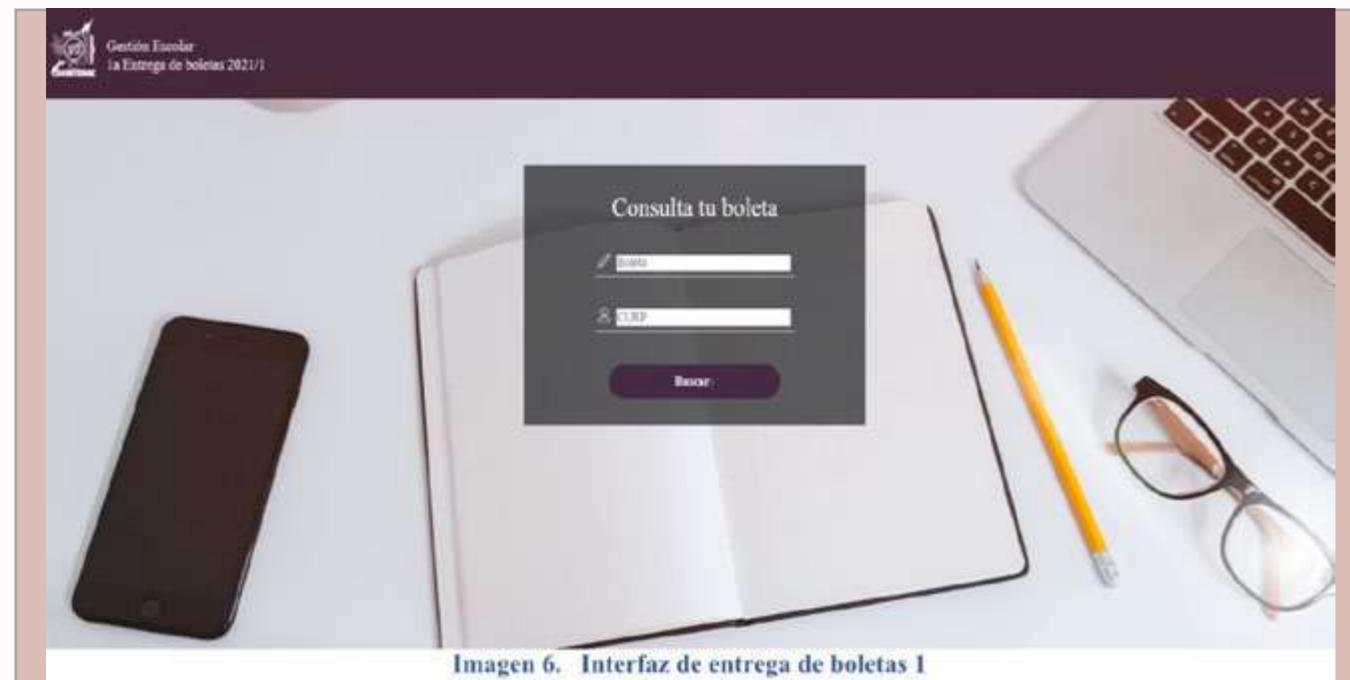 Gestión Escolar
1a Entrega de boletas 2021/1
Consulta tu boleta
Boleta
CURP
Buscar
Imagen 6. Interfaz de entrega de boletas 1